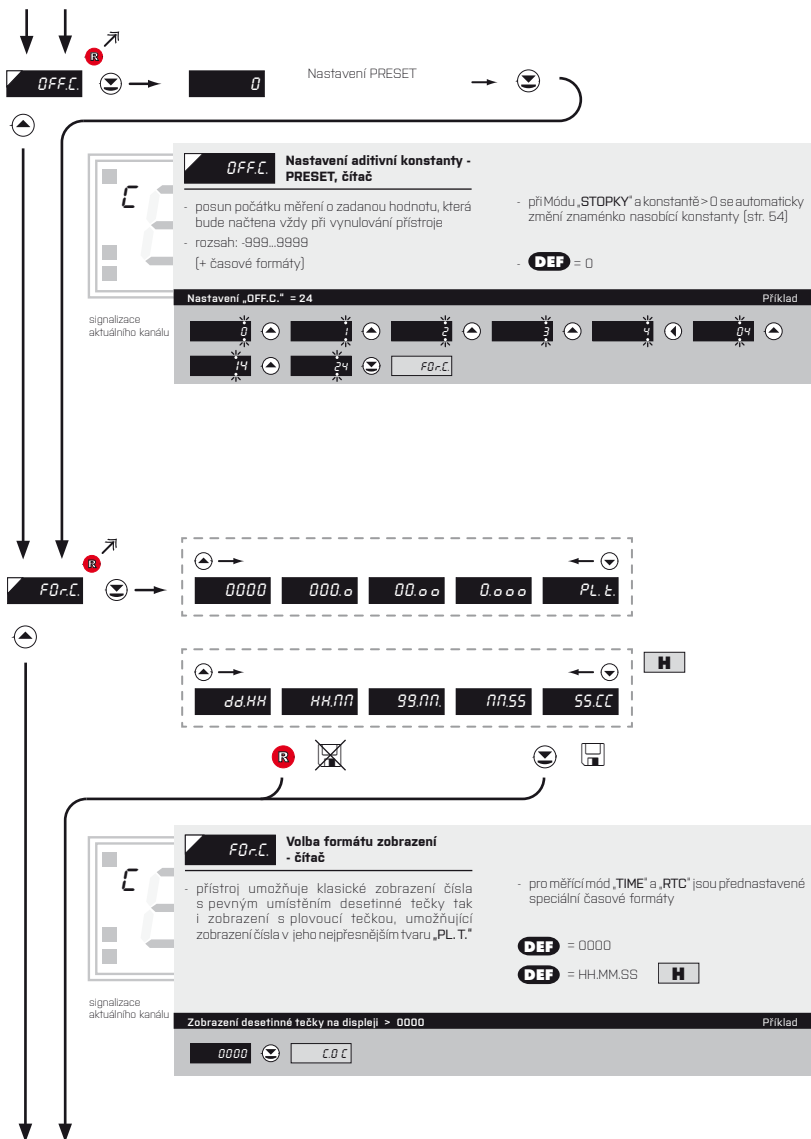 R
OFF.C.
0
Nastavení PRESET
OFF.C.
Nastavení aditivní konstanty -
PRESET, čítač
C
- posun počátku měření o zadanou hodnotu, která
bude načtena vždy při vynulování přístroje
- rozsah: -999...9999
(+ časové formáty)
- při Módu „STOPKY“ a konstantě > 0 se automaticky
změní znaménko nasobící konstanty (str. 54)
- DEF = 0
signalizace
aktuálního kanálu
Nastavení „OFF.C.“ = 24
Příklad
0 1 2 3 4 04
14 24 FOr.C.
R
FOr.C.
0000 000.o 00.oo 0.ooo PL. t.
H
dd.HH HH.MM 99.MM. MM.SS SS.CC
R
FOr.C.
Volba formátu zobrazení
- čítač
C
- přístroj umožňuje klasické zobrazení čísla
s pevným umístěním desetinné tečky tak
i zobrazení s plovoucí tečkou, umožňující
zobrazení čísla v jeho nejpřesnějším tvaru „PL. T.“
- pro měřící mód „TIME“ a „RTC“ jsou přednastavené
speciální časové formáty
DEF = 0000
DEF = HH.MM.SS H
signalizace
aktuálního kanálu
Zobrazení desetinné tečky na displeji > 0000
Příklad
0000 C.0 C